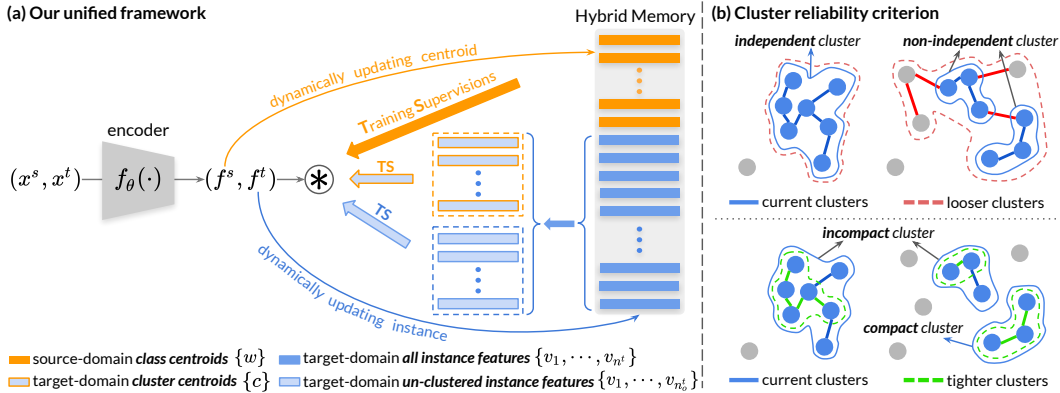 (a) Our unified framework
Hybrid Memory
dynamically updating centroid
Training Supervisions
encoder
(x^s, x^t)
f_θ(·)
(f^s, f^t)
TS
TS
dynamically updating instance
source-domain class centroids {w}
target-domain all instance features {v_1, ⋯, v_{n^t}}
target-domain cluster centroids {c}
target-domain un-clustered instance features {v_1, ⋯, v_{n_o^t}}
(b) Cluster reliability criterion
independent cluster
non-independent cluster
current clusters
looser clusters
incompact cluster
compact cluster
current clusters
tighter clusters